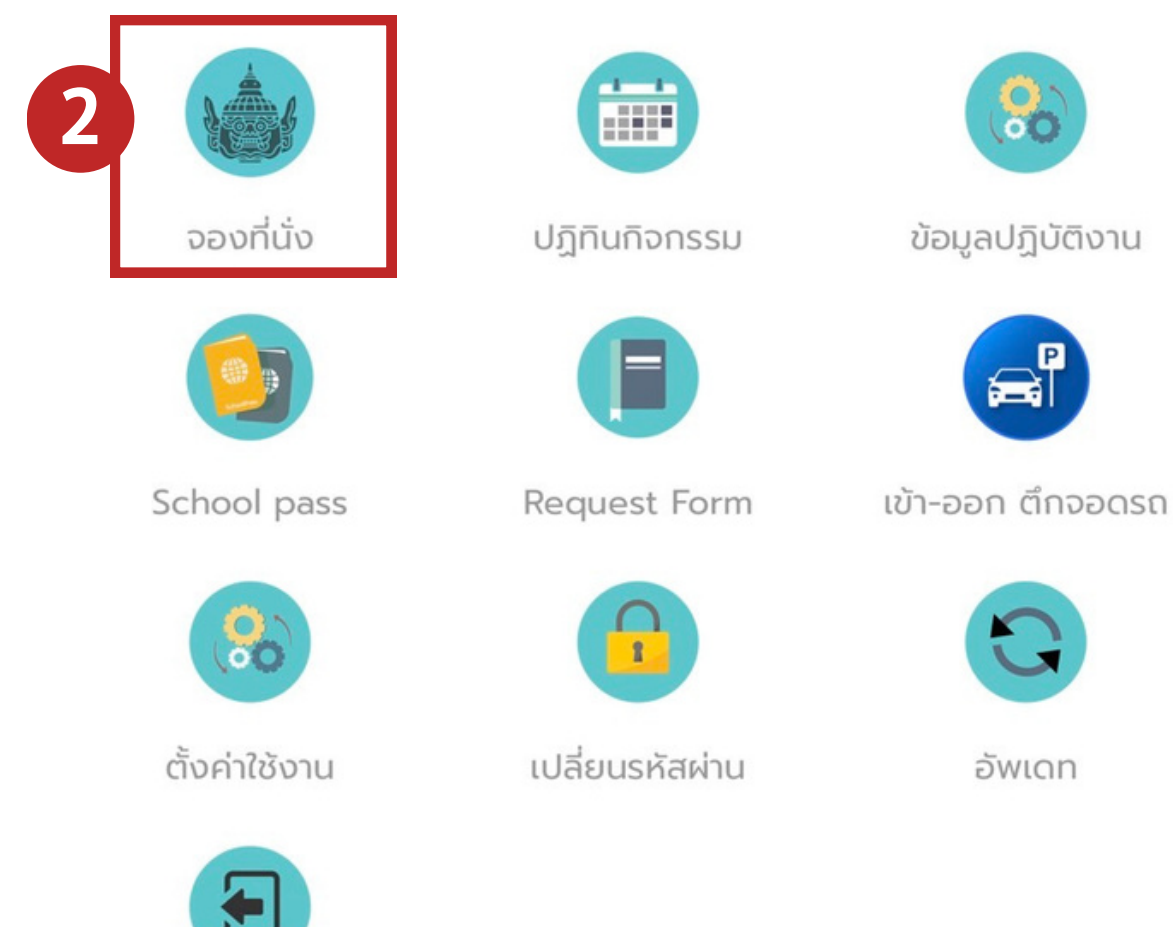 2
จองที่นั่ง
ปฏิทินกิจกรรม
ข้อมูลปฏิบัติงาน
P
School pass
Request Form
เข้า-ออก ตึกจอดรถ
ตั้งค่าใช้งาน
เปลี่ยนรหัสผ่าน
อัพเดท